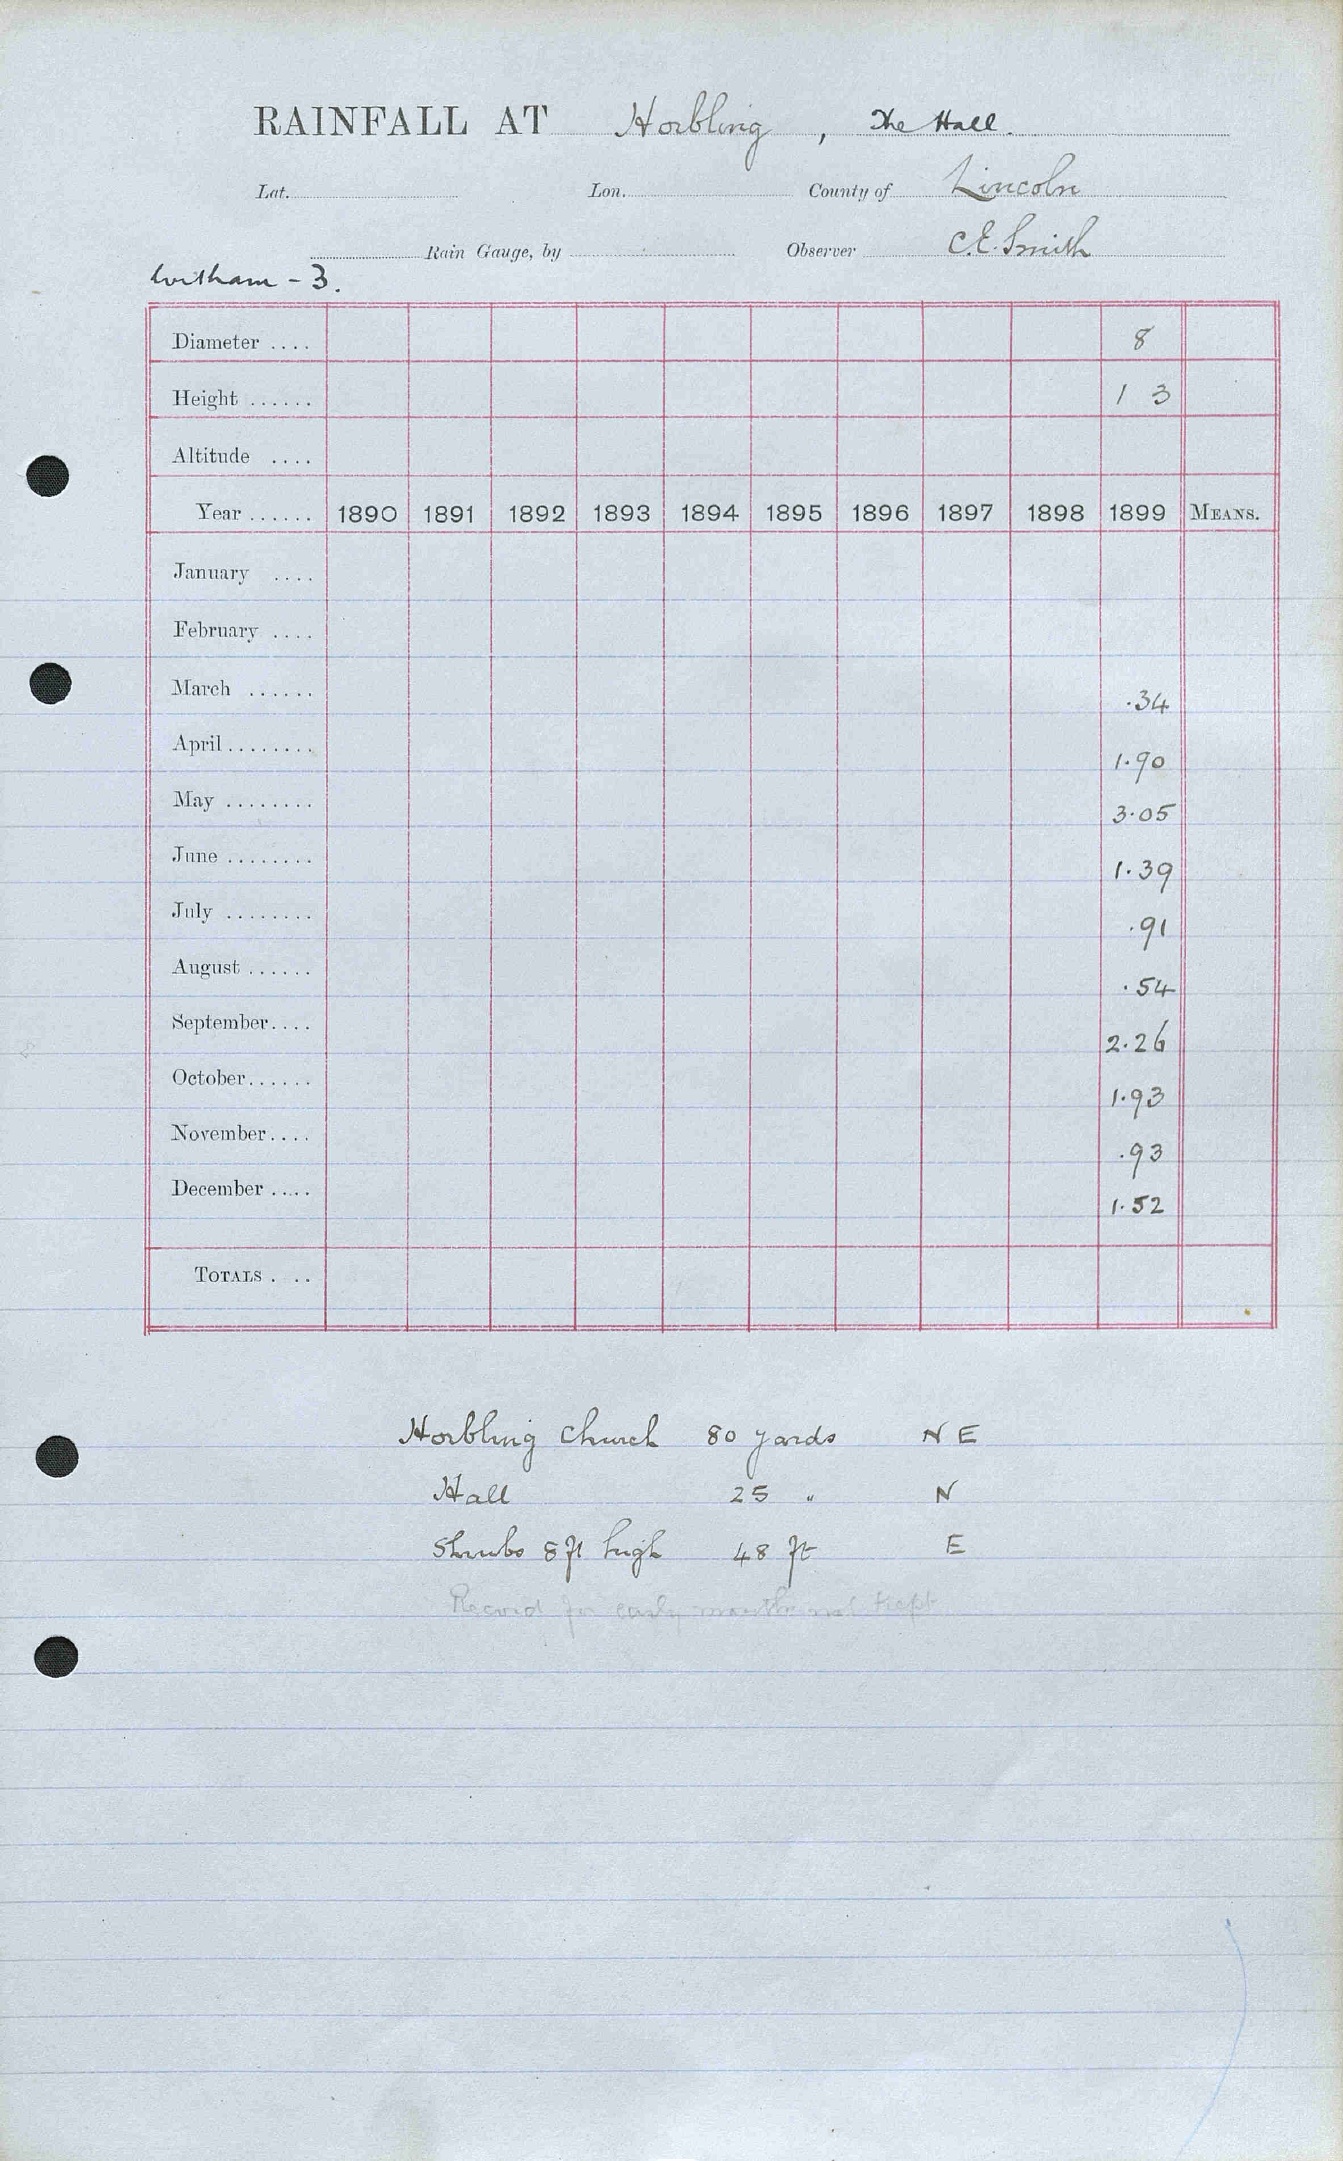 RAINFALL AT Horbling, The Hall.
Lat. Lon. County of Lincoln
Rain Gauge, by Observer C.E. Smith
Witham - 3.
Diameter .... 8
Height ...... 1 3
Altitude ....
Year ...... 1890 1891 1892 1893 1894 1895 1896 1897 1898 1899 MEANS.
January ....
February ....
March ...... .34
April ........ 1.90
May ........ 3.05
June ........ 1.39
July ........ .91
August ...... .54
September.... 2.26
October...... 1.93
November.... .93
December ..... 1.52
TOTALS . ..
Horbling Church 80 yards N E
Hall 25 " N
Shrubs 8 ft high 48 ft E
Record for early months not kept